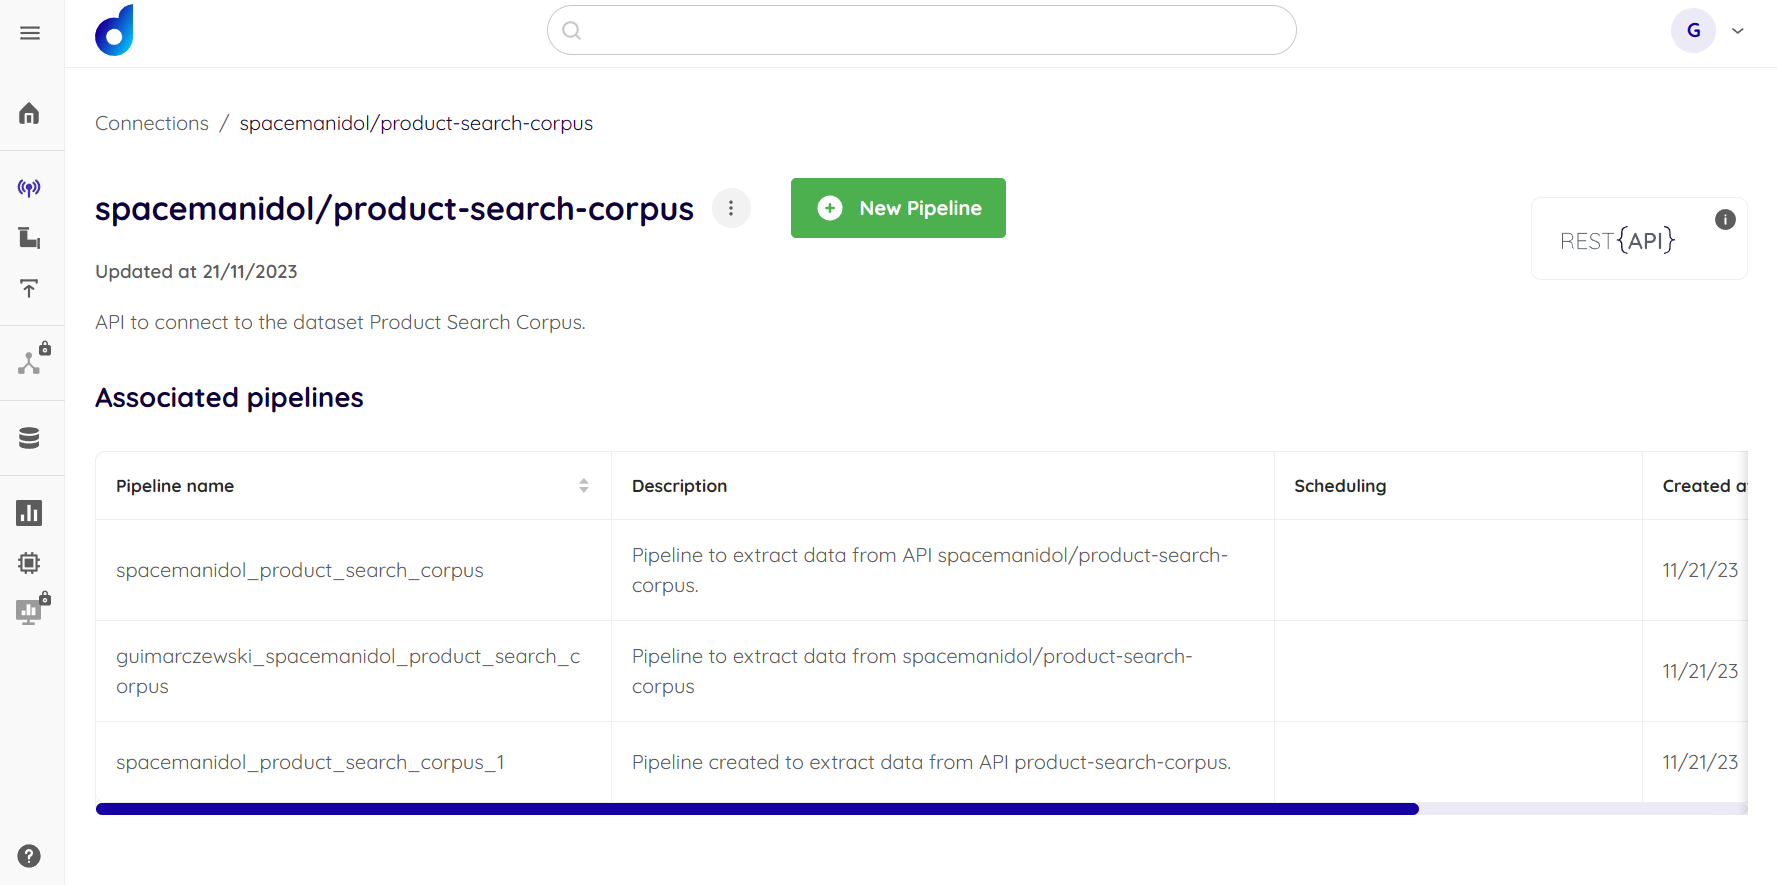 G
Connections / spacemanidol/product-search-corpus
spacemanidol/product-search-corpus
New Pipeline
REST{API}
Updated at 21/11/2023
API to connect to the dataset Product Search Corpus.
Associated pipelines
Pipeline name Description Scheduling Created a
spacemanidol_product_search_corpus
Pipeline to extract data from API spacemanidol/product-search-
corpus.
11/21/23
guimarczewski_spacemanidol_product_search_c
orpus
Pipeline to extract data from spacemanidol/product-search-
corpus
11/21/23
spacemanidol_product_search_corpus_1
Pipeline created to extract data from API product-search-corpus.
11/21/23